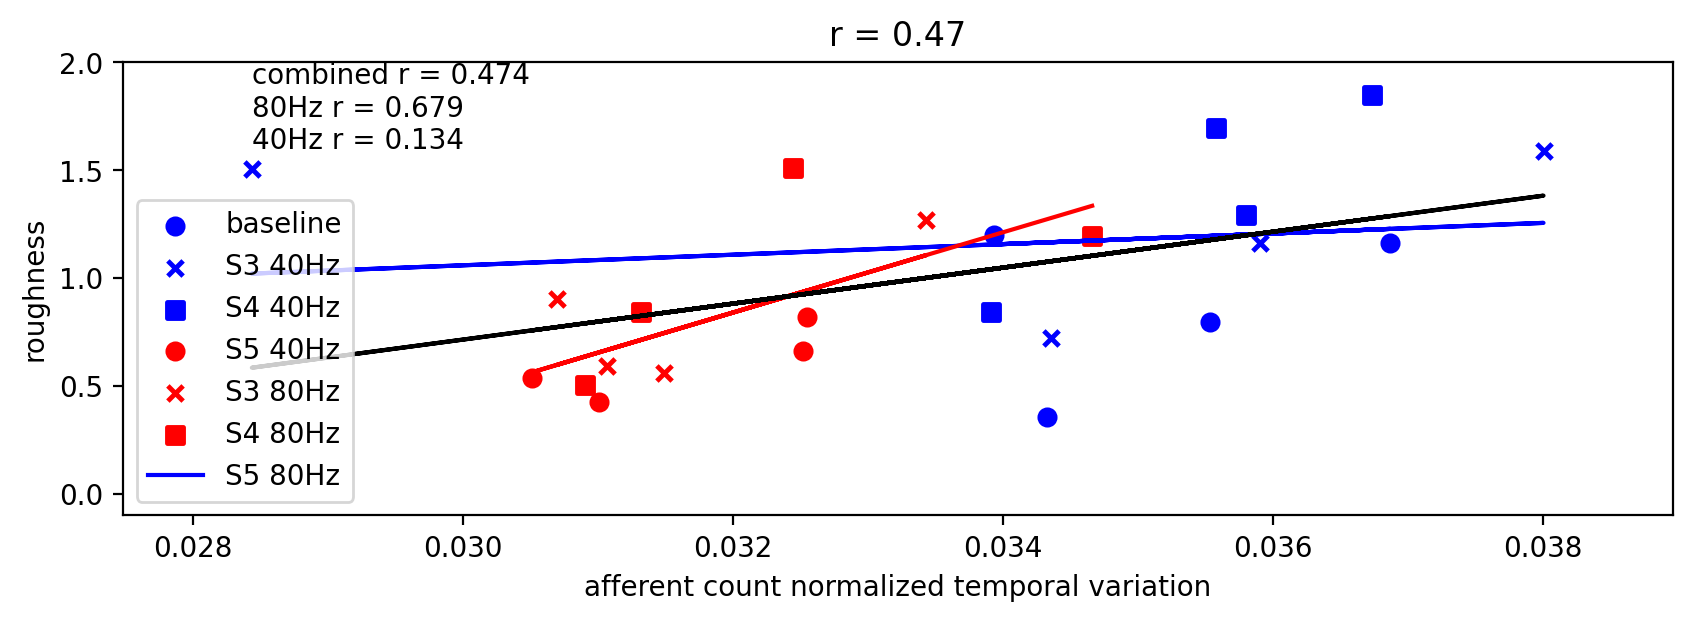 r = 0.47
combined r = 0.474
80Hz r = 0.679
40Hz r = 0.134
baseline
S3 40Hz
S4 40Hz
S5 40Hz
S3 80Hz
S4 80Hz
S5 80Hz
roughness
2.0
1.5
1.0
0.5
0.0
0.028
0.030
0.032
0.034
0.036
0.038
afferent count normalized temporal variation